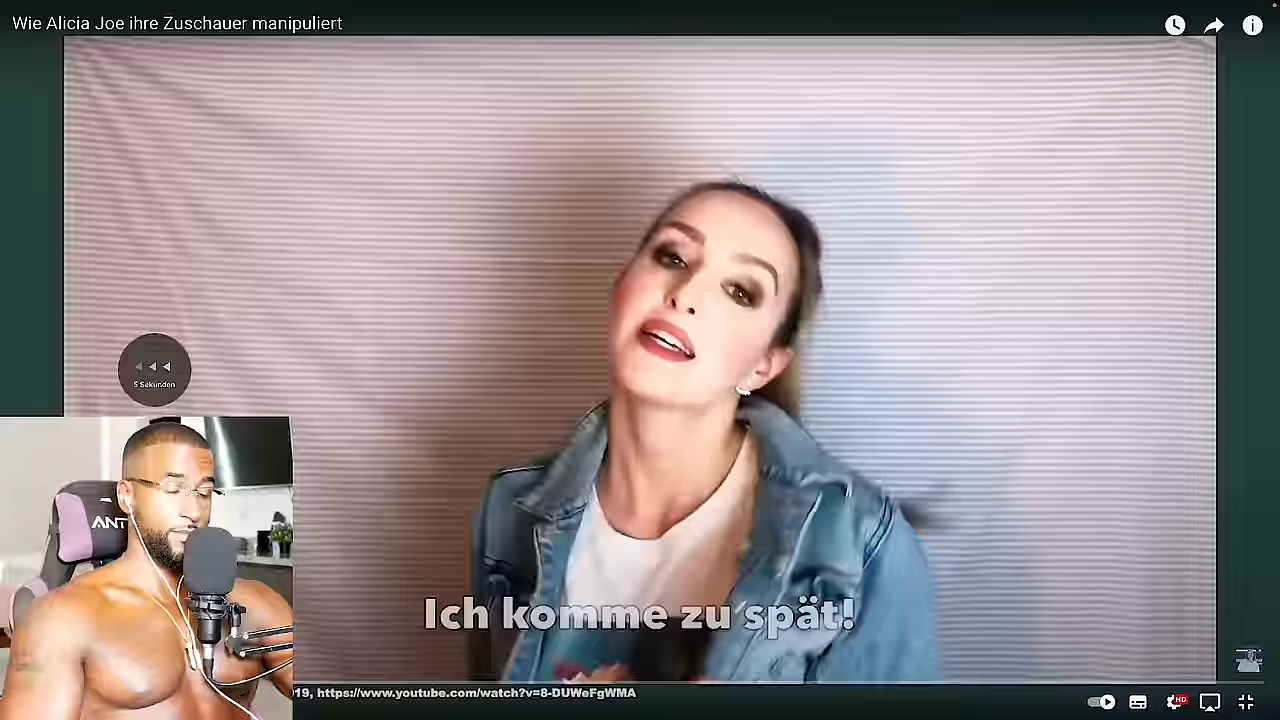 Wie Alicia Joe ihre Zuschauer manipuliert
5 Sekunden
ANT
Ich komme zu spät!
19, https://www.youtube.com/watch?v=8-DUWeFgWMA
HD